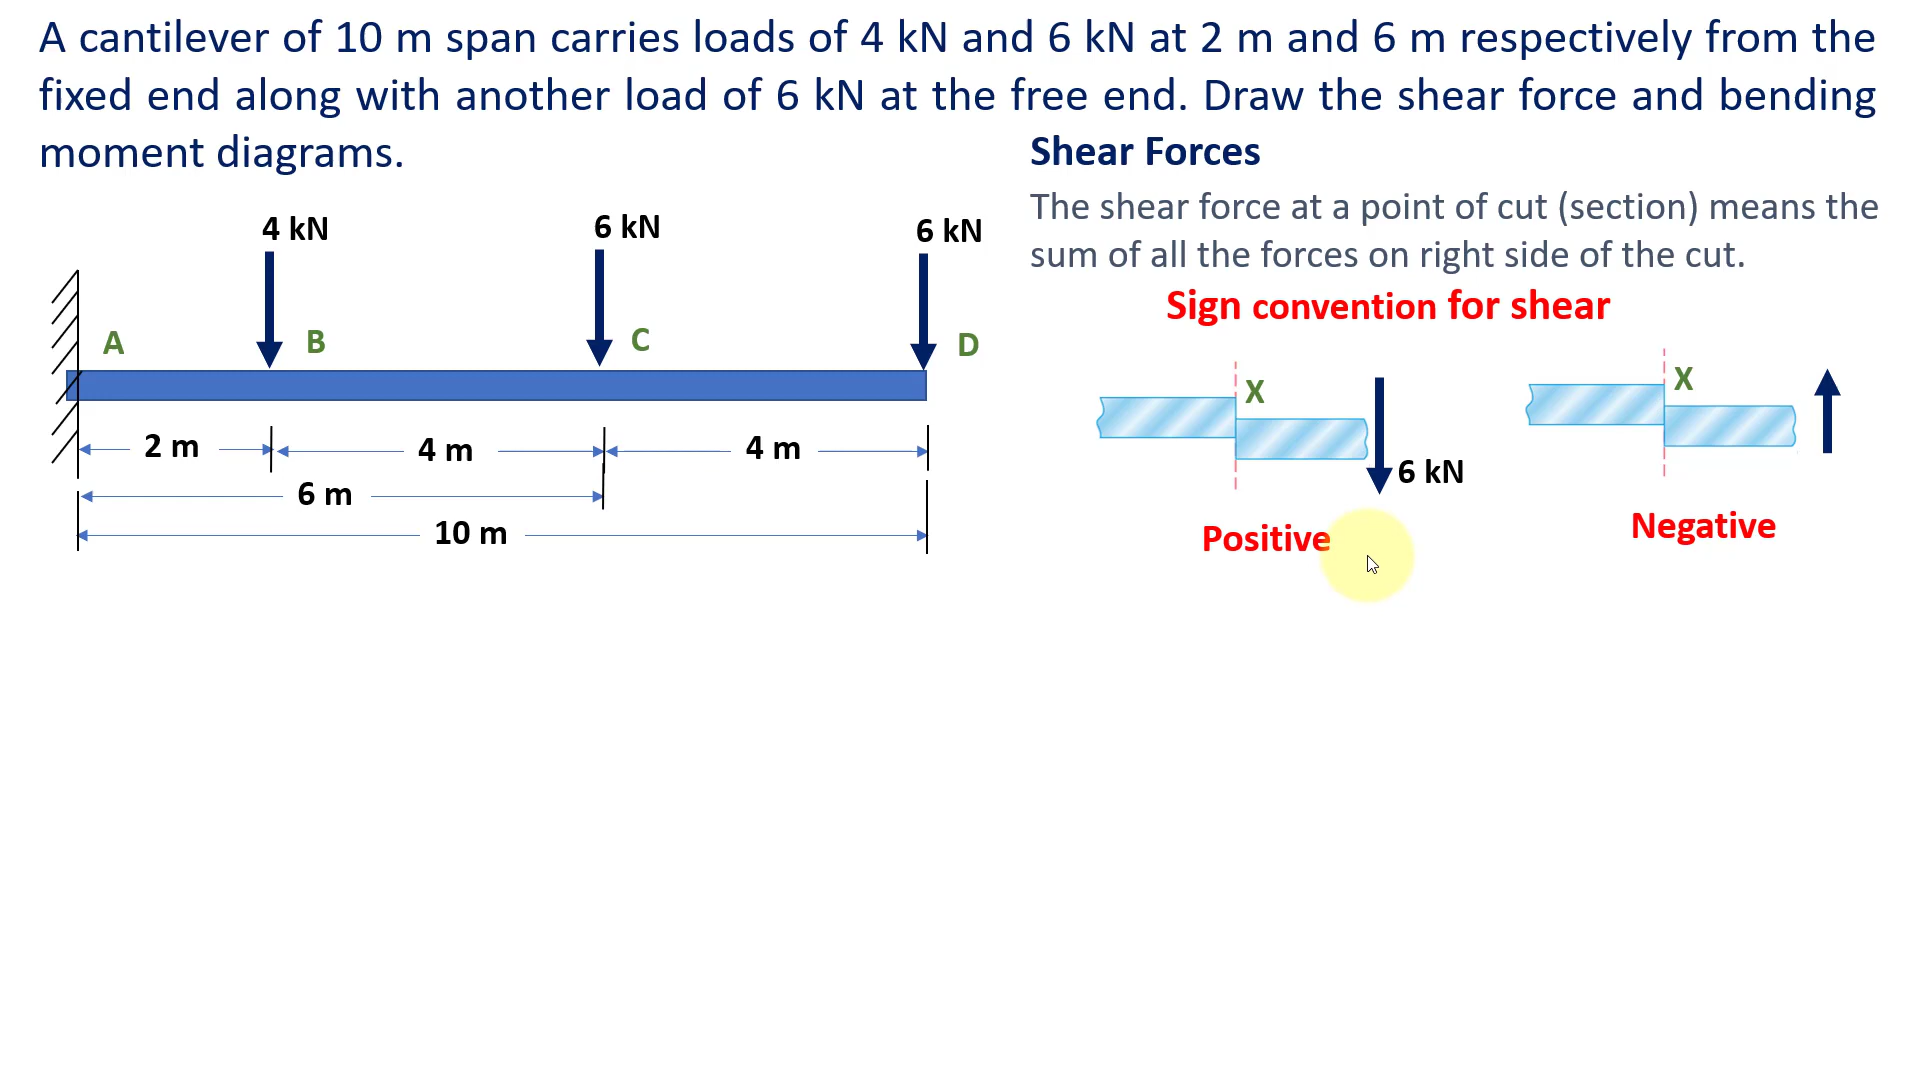 A cantilever of 10 m span carries loads of 4 kN and 6 kN at 2 m and 6 m respectively from the
fixed end along with another load of 6 kN at the free end. Draw the shear force and bending
moment diagrams.
Shear Forces
The shear force at a point of cut (section) means the
sum of all the forces on right side of the cut.
Sign convention for shear
4 kN
6 kN
6 kN
A
B
C
D
2 m
4 m
4 m
6 m
10 m
X
6 kN
Positive
X
Negative